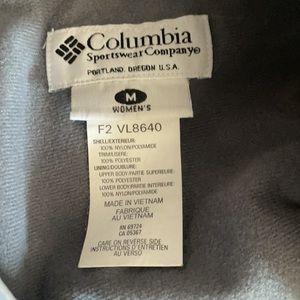 Columbia
Sportswear Company®
PORTLAND, OREGON U.S.A.
M
WOMEN'S
F2 VL8640
SHELL/EXTERIEUR:
100% NYLON/POLYAMIDE
TRIM/LISERE:
100% POLYESTER
LINING/DOUBLURE:
UPPER BODY/PARTIE SUPERIEURE:
100% POLYESTER
LOWER BODY/PARTIE INFERIEURE:
100% NYLON/POLYAMIDE
MADE IN VIETNAM
FABRIQUE
AU VIETNAM
RN 69724
CA 05367
CARE ON REVERSE SIDE
INSTRUCTIONS D'ENTRETIEN
AU VERSO